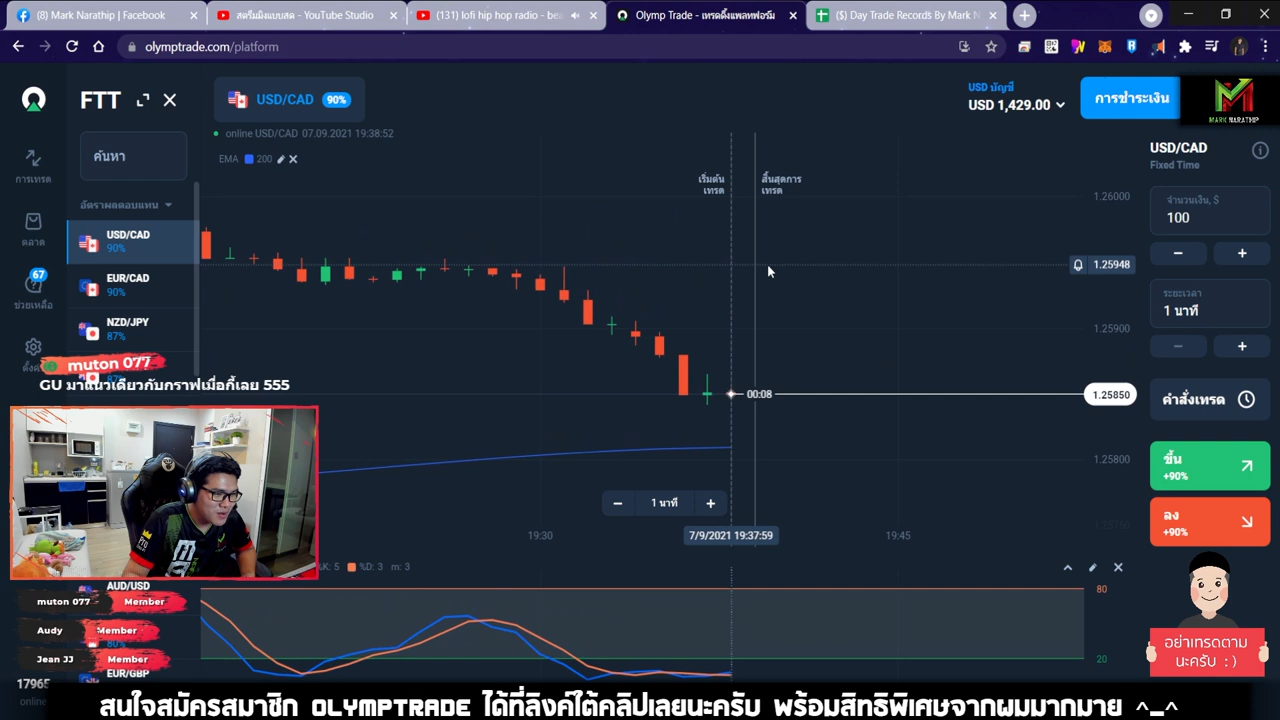 (8) Mark Narathip | Facebook
สตรีมมิงแบบสด - YouTube Studio
(131) lofi hip hop radio - bea
Olymp Trade - เทรดดิ้งแพลทฟอร์ม
($) Day Trade Records By Mark N
olymptrade.com/platform
FTT
USD/CAD 90%
USD บัญชี
USD 1,429.00
การชำระเงิน
MARK NARATHIP
online USD/CAD 07.09.2021 19:38:52
EMA 200
การเทรด
ตลาด
67
ช่วยเหลือ
ค้นหา
อัตราผลตอบแทน
USD/CAD
90%
EUR/CAD
90%
NZD/JPY
87%
เริ่มต้น
เทรด
สิ้นสุดการ
เทรด
1.26000
1.25948
1.25900
00:08
1.25850
1.25800
USD/CAD
Fixed Time
จำนวนเงิน, $
100
ระยะเวลา
1 นาที
คำสั่งเทรด
ขึ้น
+90%
ลง
+90%
muton 077
GU มาแนวเดียวกับกราฟเมื่อกี้เลย 555
1 นาที
19:30
7/9/2021 19:37:59
19:45
%K: 5 %D: 3 m: 3
80
20
AUD/USD
muton 077 Member
Audy Member
80%
Jean JJ Member
EUR/GBP
17965
online
อย่าเทรดตาม
นะครับ :)
สนใจสมัครสมาชิก OLYMPTRADE ได้ที่ลิงค์ใต้คลิปเลยนะครับ พร้อมสิทธิพิเศษจากผมมากมาย ^_^